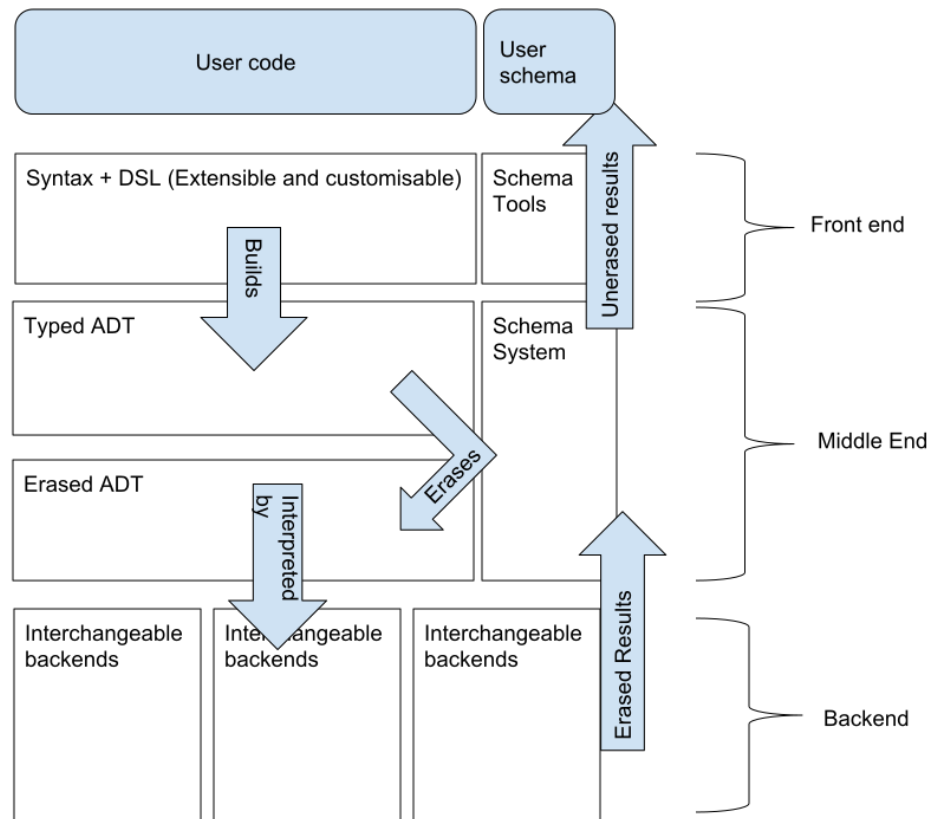 User code
User
schema
Syntax + DSL (Extensible and customisable)
Schema
Tools
Unerased results
Front end
Builds
Typed ADT
Schema
System
Middle End
Erases
Erased ADT
Interpreted
by
Interchangeable
backends
Interchangeable
backends
Interchangeable
backends
Erased Results
Backend